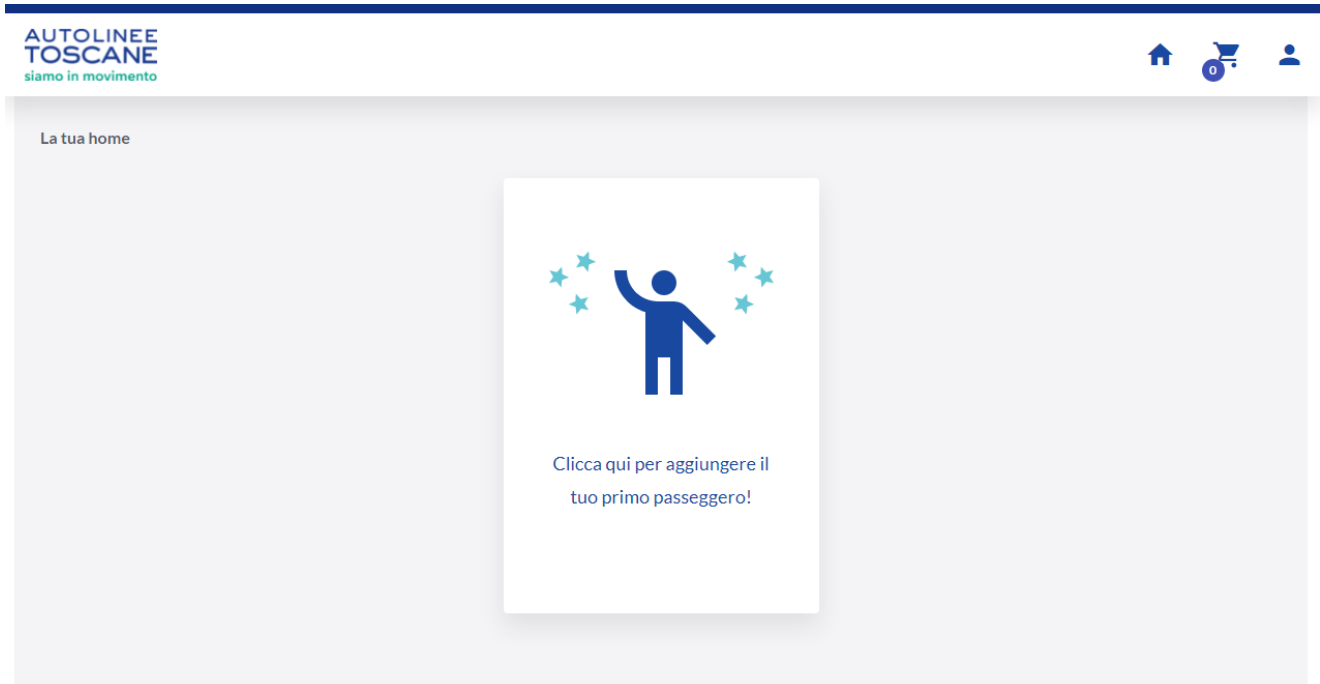 AUTOLINEE
TOSCANE
siamo in movimento
0
La tua home
Clicca qui per aggiungere il
tuo primo passeggero!